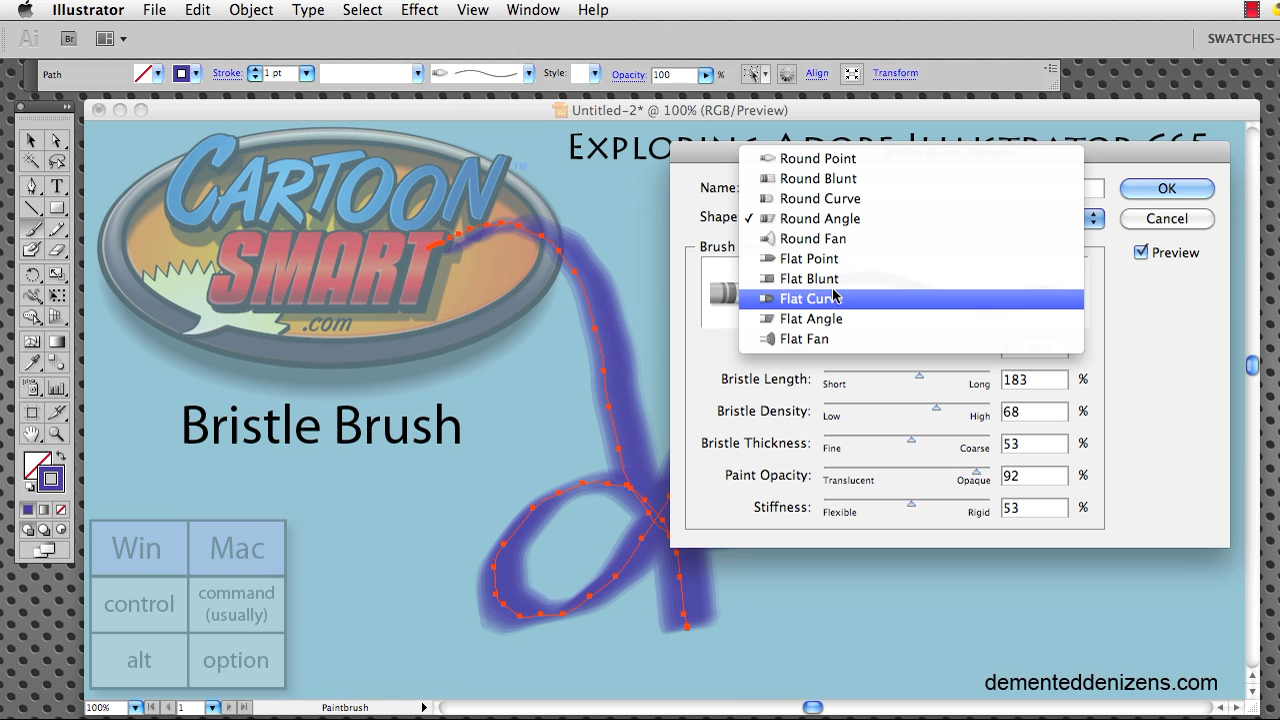 Illustrator File Edit Object Type Select Effect View Window Help
Ai Br SWATCHES-
Path Stroke: 1 pt Style: Opacity: 100 % Align Transform
Untitled-2* @ 100% (RGB/Preview)
CARTOON
SMART
.com
TM
Name:
OK
Shape
Cancel
Brush
Preview
Round Point
Round Blunt
Round Curve
✓ Round Angle
Round Fan
Flat Point
Flat Blunt
Flat Curve
Flat Angle
Flat Fan
Bristle Length: Short Long 183 %
Bristle Density: Low High 68 %
Bristle Thickness: Fine Coarse 53 %
Paint Opacity: Translucent Opaque 92 %
Stiffness: Flexible Rigid 53 %
Bristle Brush
Win Mac
control command
(usually)
alt option
dementeddenizens.com
100% 1 Paintbrush